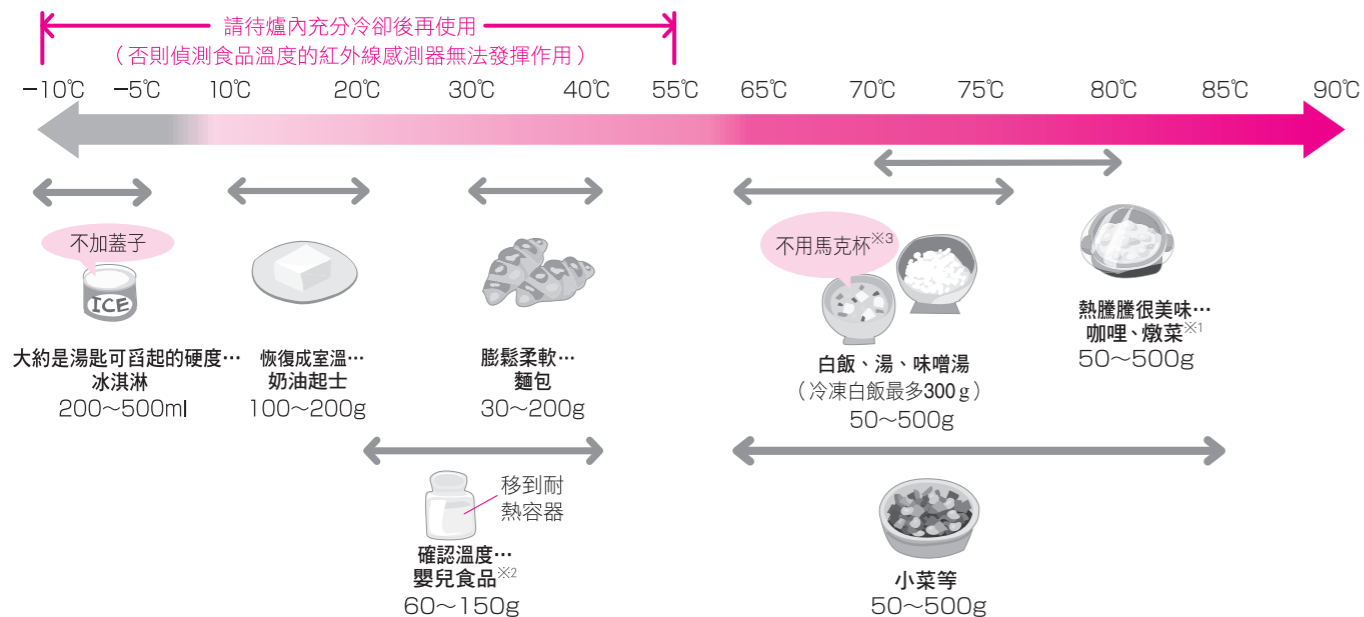 請待爐內充分冷卻後再使用
（否則偵測食品溫度的紅外線感測器無法發揮作用）
−10℃ −5℃ 10℃ 20℃ 30℃ 40℃ 55℃ 65℃ 70℃ 75℃ 80℃ 85℃ 90℃
不加蓋子
ICE
大約是湯匙可舀起的硬度…
冰淇淋
200～500ml
恢復成室溫…
奶油起士
100～200g
膨鬆柔軟…
麵包
30～200g
不用馬克杯※3
白飯、湯、味噌湯
（冷凍白飯最多300ｇ）
50～500g
熱騰騰很美味…
咖哩、燉菜※1
50～500g
移到耐
熱容器
確認溫度…
嬰兒食品※2
60～150g
小菜等
50～500g